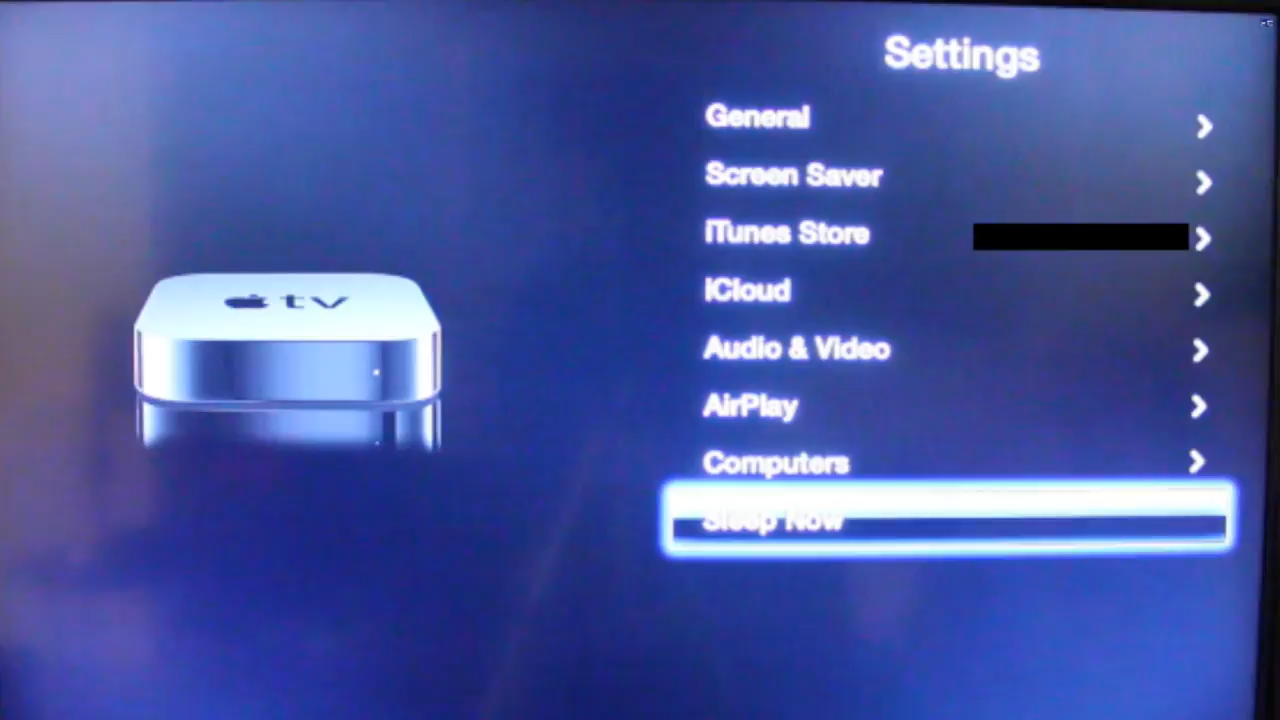 Settings
General
Screen Saver
iTunes Store
iCloud
Audio & Video
AirPlay
Computers
Sleep Now
tv